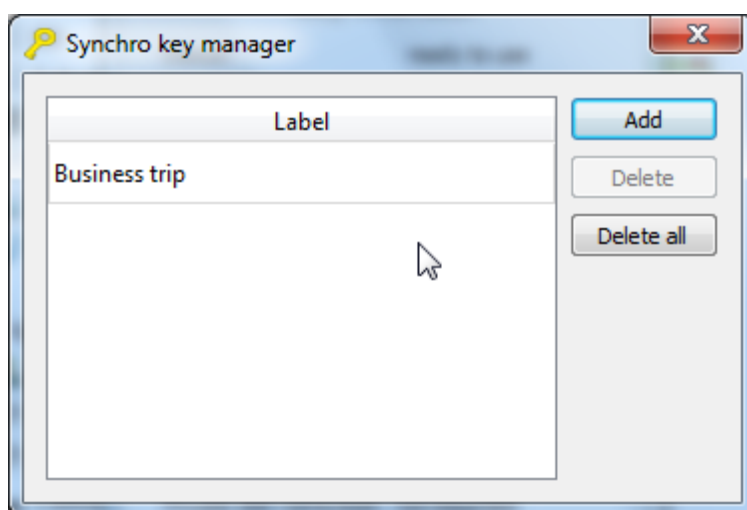 Synchro key manager
Label
Add
Business trip
Delete
Delete all